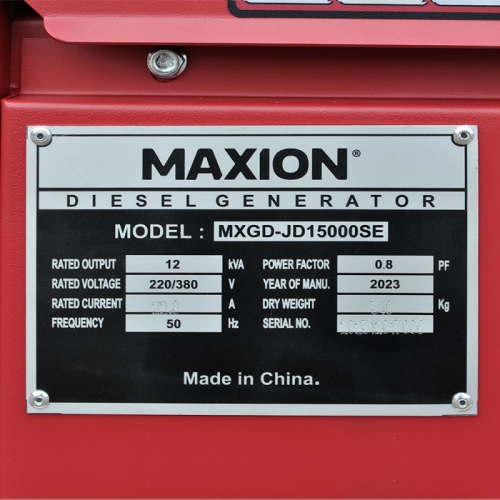 MAXION®
DIESEL GENERATOR
MODEL : MXGD-JD15000SE
RATED OUTPUT 12 kVA POWER FACTOR 0.8 PF
RATED VOLTAGE 220/380 V YEAR OF MANU. 2023
RATED CURRENT A DRY WEIGHT Kg
FREQUENCY 50 Hz SERIAL NO.
Made in China.